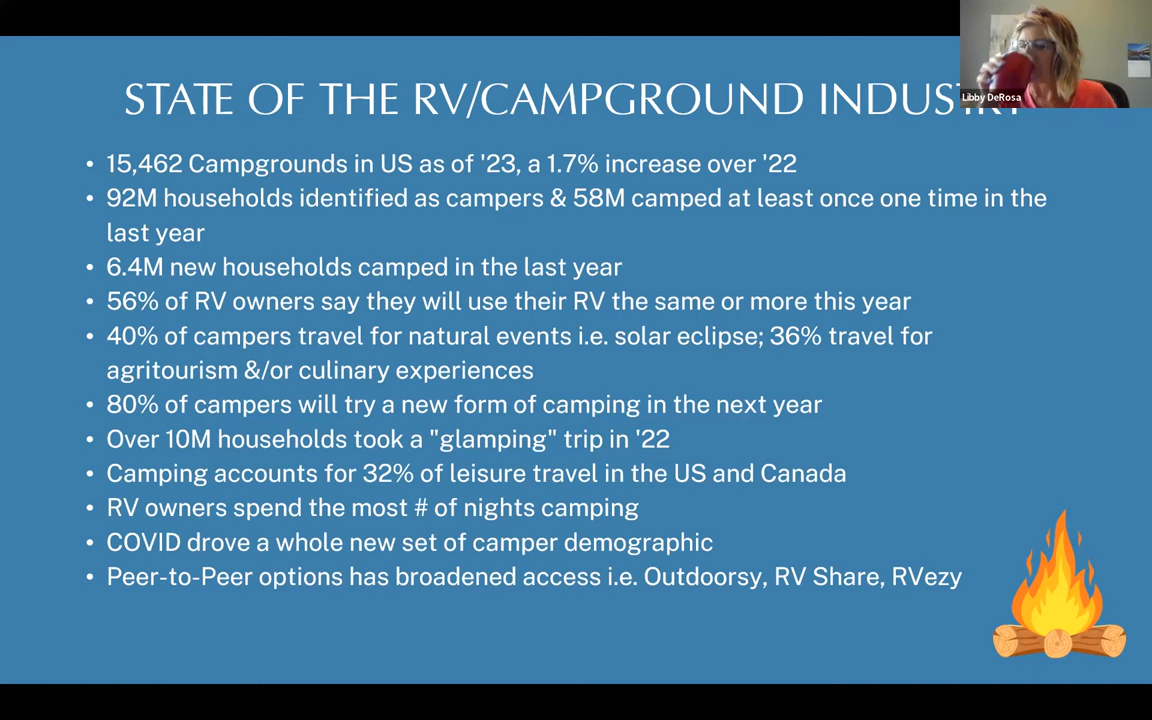 STATE OF THE RV/CAMPGROUND INDUSTRY
Libby DeRosa
• 15,462 Campgrounds in US as of '23, a 1.7% increase over '22
• 92M households identified as campers & 58M camped at least once one time in the
last year
• 6.4M new households camped in the last year
• 56% of RV owners say they will use their RV the same or more this year
• 40% of campers travel for natural events i.e. solar eclipse; 36% travel for
agritourism &/or culinary experiences
• 80% of campers will try a new form of camping in the next year
• Over 10M households took a "glamping" trip in '22
• Camping accounts for 32% of leisure travel in the US and Canada
• RV owners spend the most # of nights camping
• COVID drove a whole new set of camper demographic
• Peer-to-Peer options has broadened access i.e. Outdoorsy, RV Share, RVezy